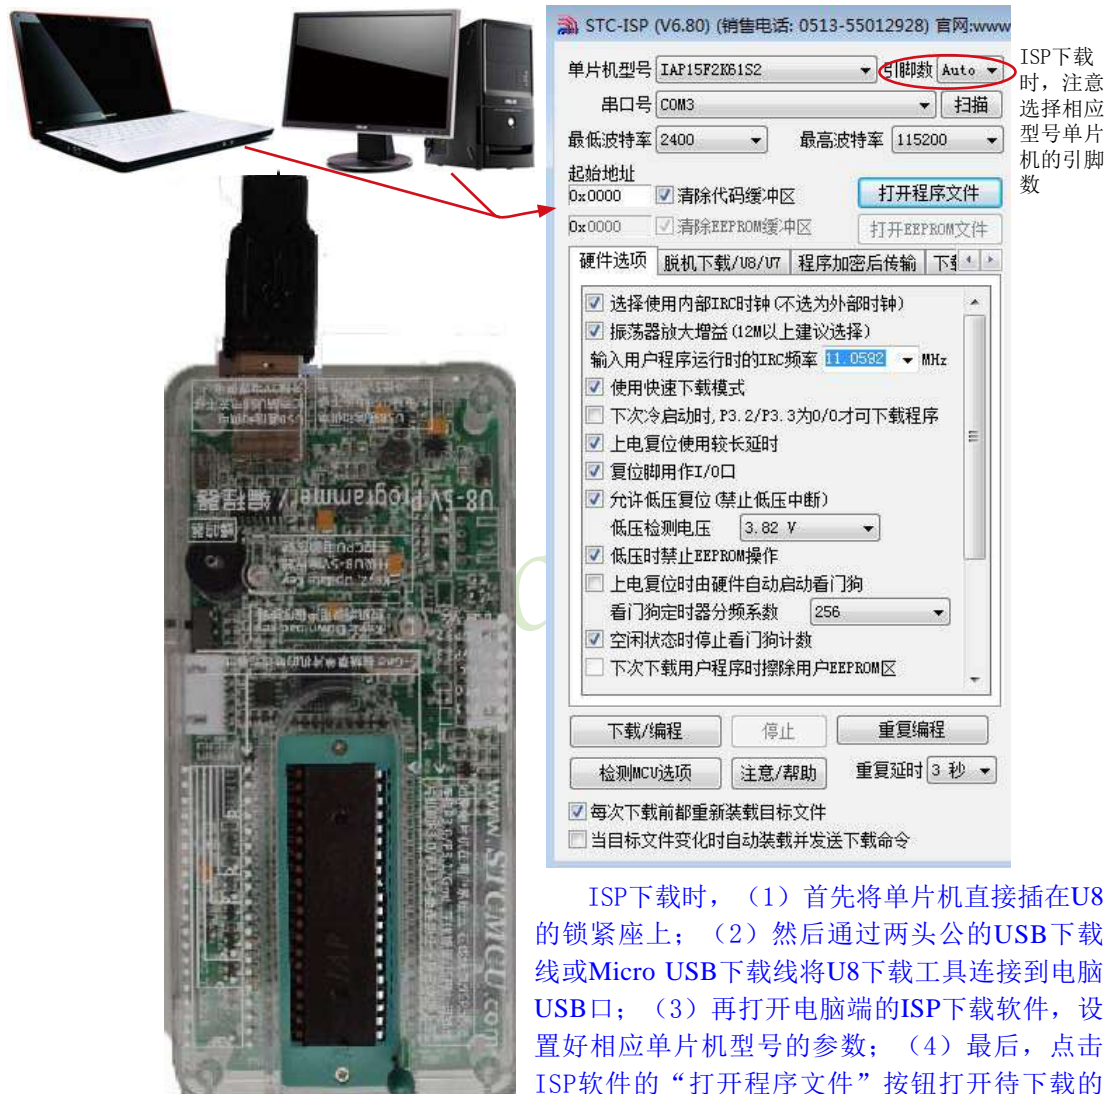 STC-ISP (V6.80) (销售电话: 0513-55012928) 官网:www
单片机型号 IAP15F2K61S2 引脚数 Auto
串口号 COM3 扫描
最低波特率 2400 最高波特率 115200
起始地址
0x0000 清除代码缓冲区 打开程序文件
0x0000 清除EEPROM缓冲区 打开EEPROM文件
硬件选项 脱机下载/U8/U7 程序加密后传输
选择使用内部IRC时钟(不选为外部时钟)
振荡器放大增益(12M以上建议选择)
输入用户程序运行时的IRC频率 11.0592 MHz
使用快速下载模式
下次冷启动时,P3.2/P3.3为0/0才可下载程序
上电复位使用较长延时
复位脚用作I/O口
允许低压复位(禁止低压中断)
低压检测电压 3.82 V
低压时禁止EEPROM操作
上电复位时由硬件自动启动看门狗
看门狗定时器分频系数 256
空闲状态时停止看门狗计数
下次下载用户程序时擦除用户EEPROM区
下载/编程 停止 重复编程
检测MCU选项 注意/帮助 重复延时 3 秒
每次下载前都重新装载目标文件
当目标文件变化时自动装载并发送下载命令
ISP下载
时，注意
选择相应
型号单片
机的引脚
数
U8-5V Programmer / 编程器
www.STCMCU.com
ISP下载时，（1）首先将单片机直接插在U8
的锁紧座上；（2）然后通过两头公的USB下载
线或Micro USB下载线将U8下载工具连接到电脑
USB口；（3）再打开电脑端的ISP下载软件，设
置好相应单片机型号的参数；（4）最后，点击
ISP软件的“打开程序文件”按钮打开待下载的